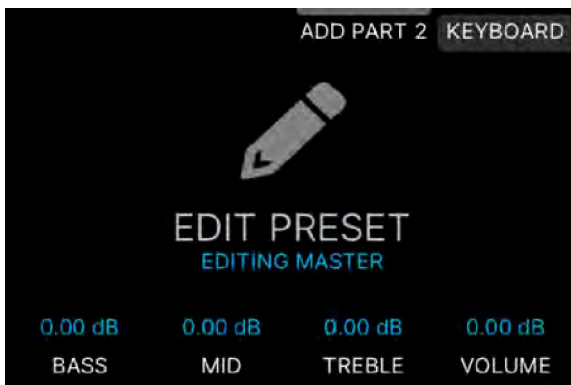 ADD PART 2 KEYBOARD
EDIT PRESET
EDITING MASTER
0.00 dB 0.00 dB 0.00 dB 0.00 dB
BASS MID TREBLE VOLUME